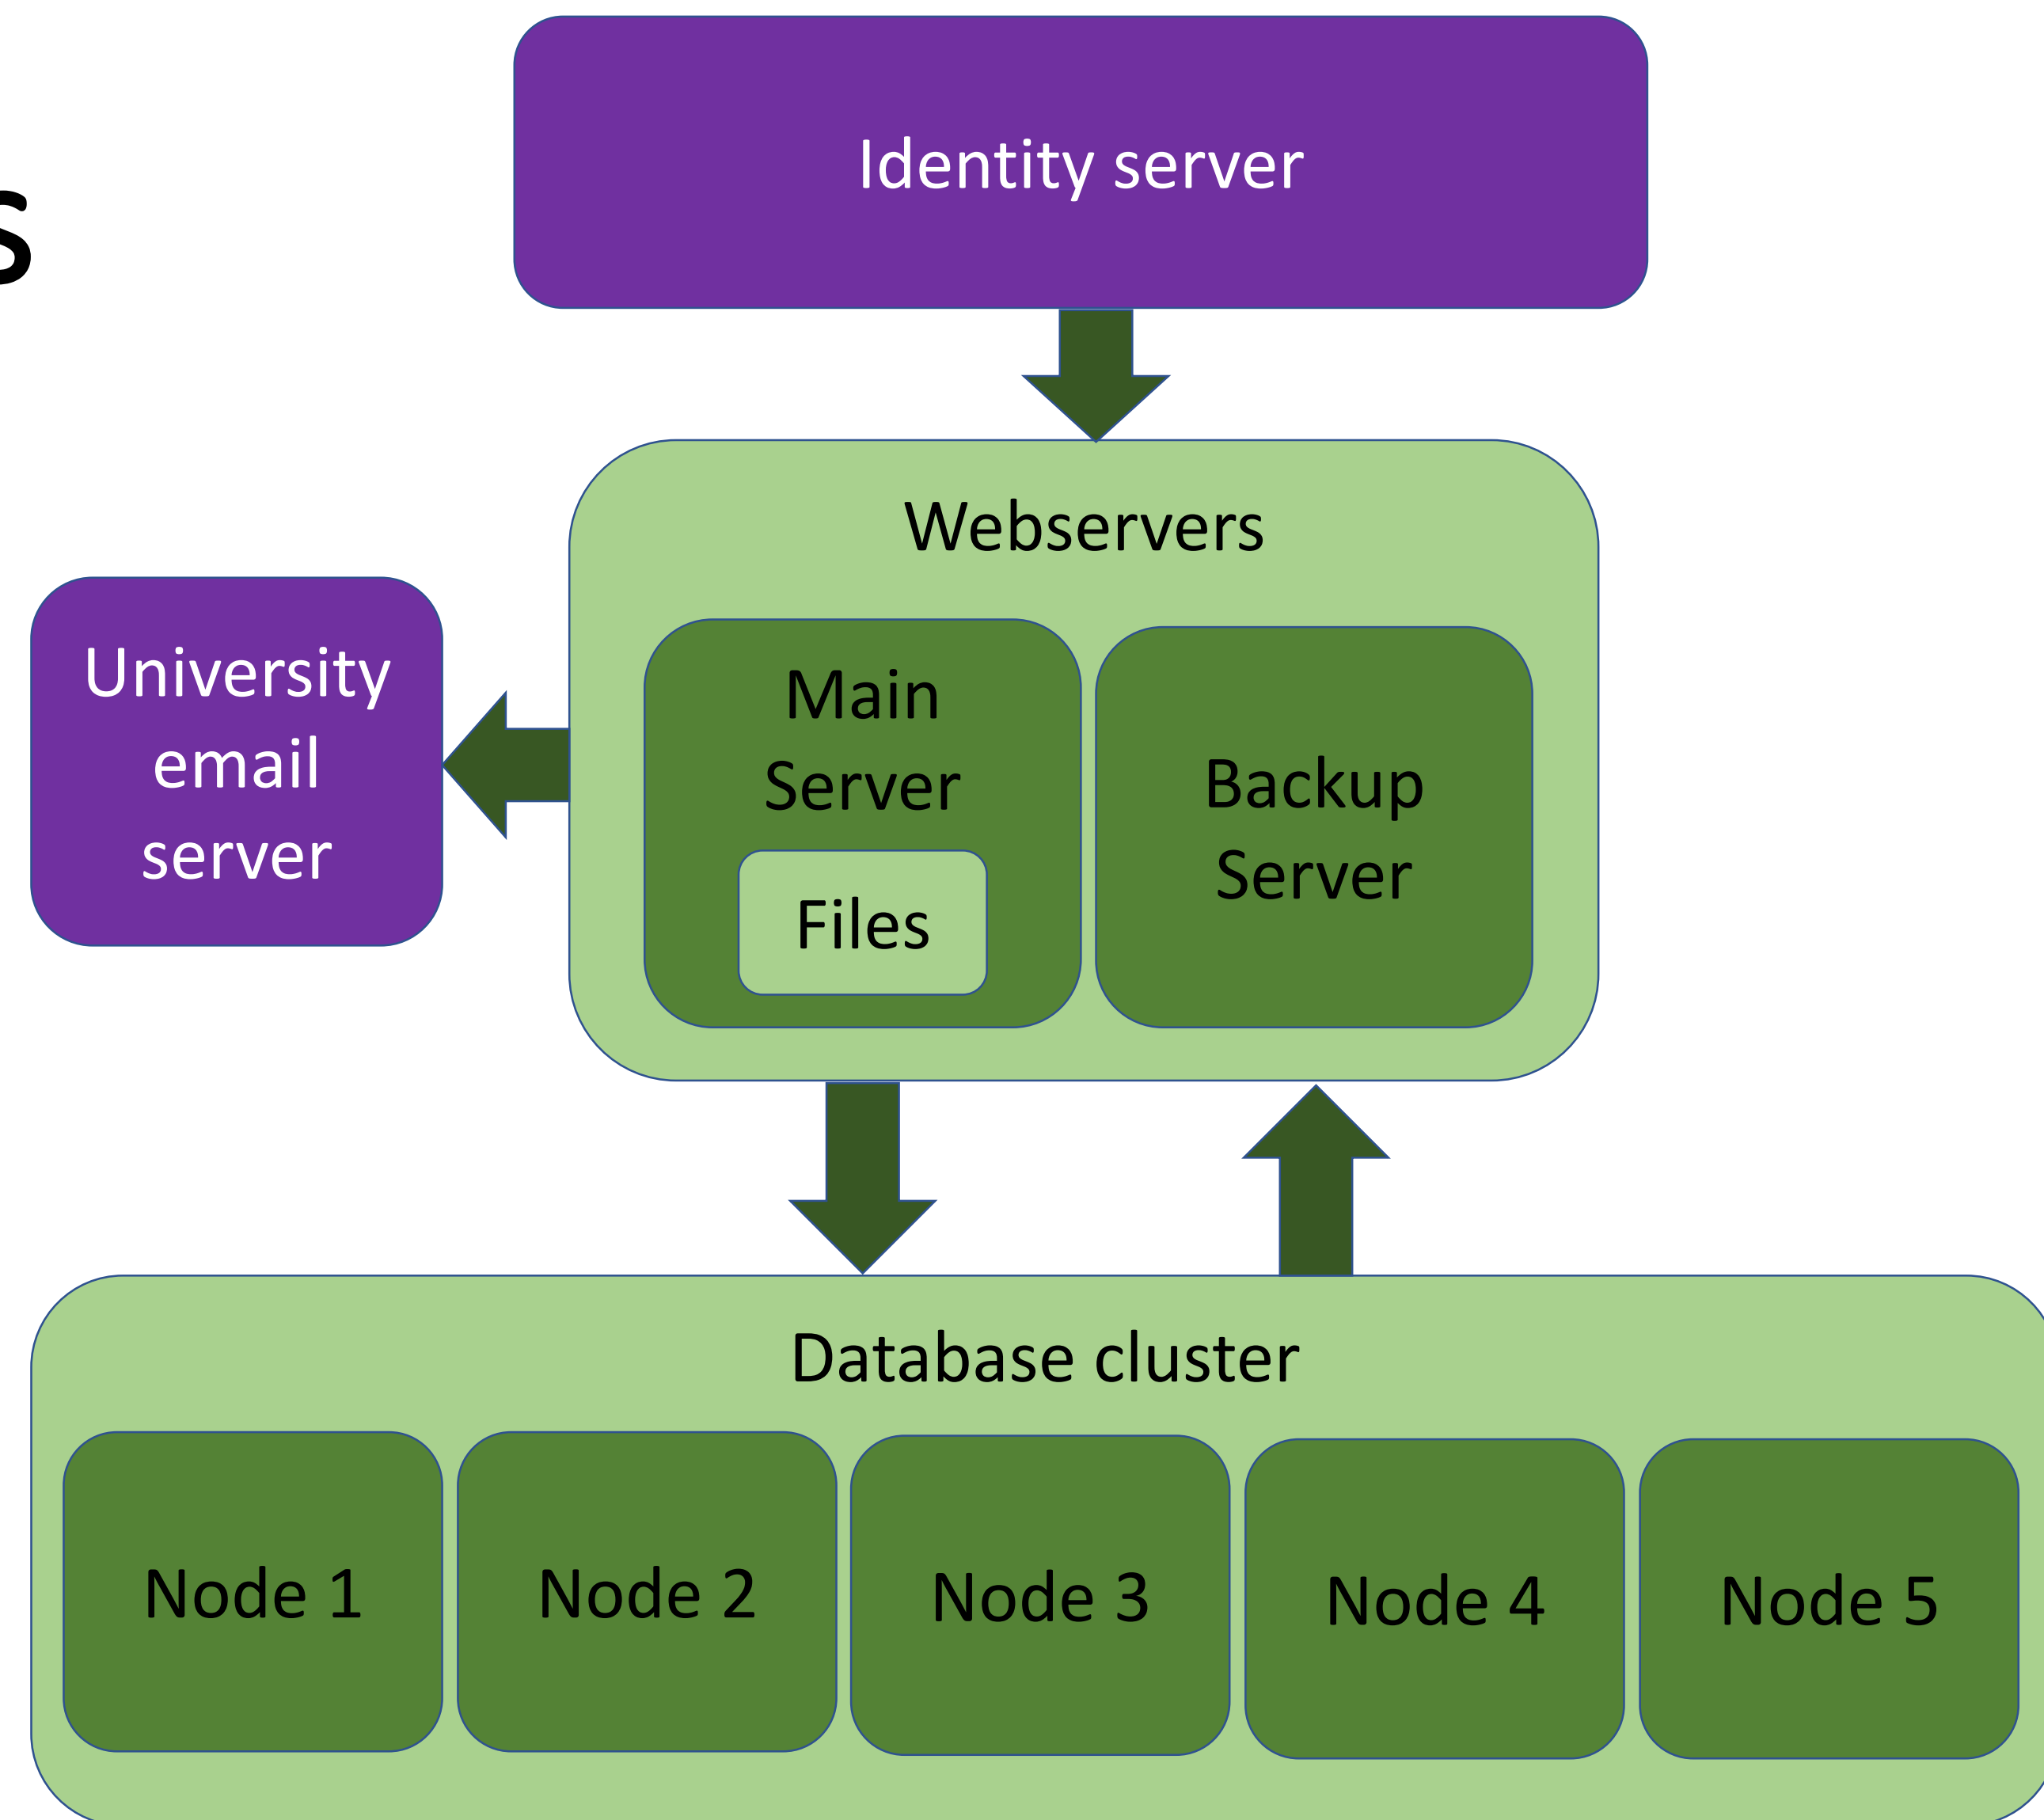 s
Identity server
Webservers
University
email
server
Main
Server
Files
Backup
Server
Database cluster
Node 1
Node 2
Node 3
Node 4
Node 5